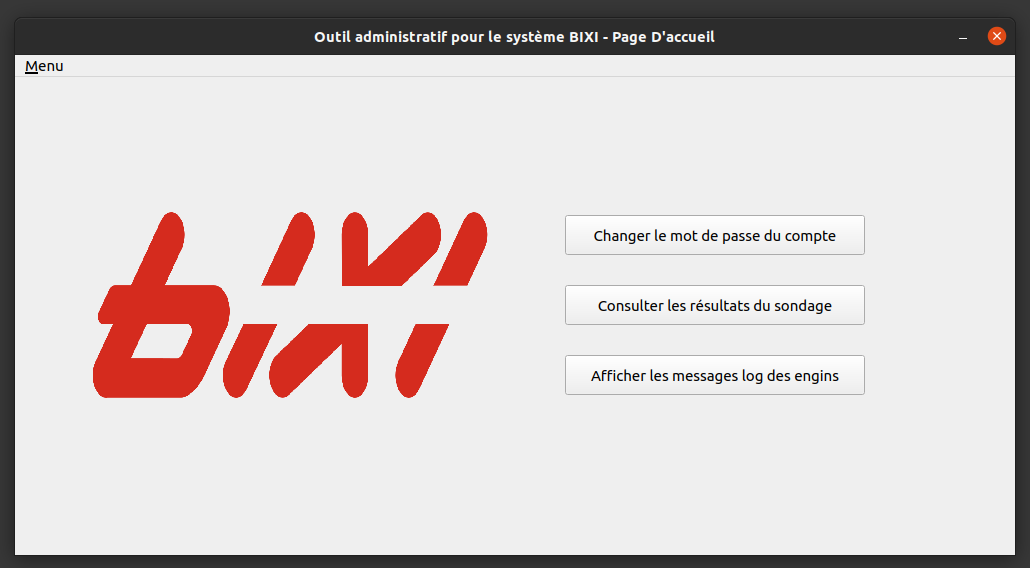 Outil administratif pour le système BIXI - Page D'accueil
Menu
bixi
Changer le mot de passe du compte
Consulter les résultats du sondage
Afficher les messages log des engins